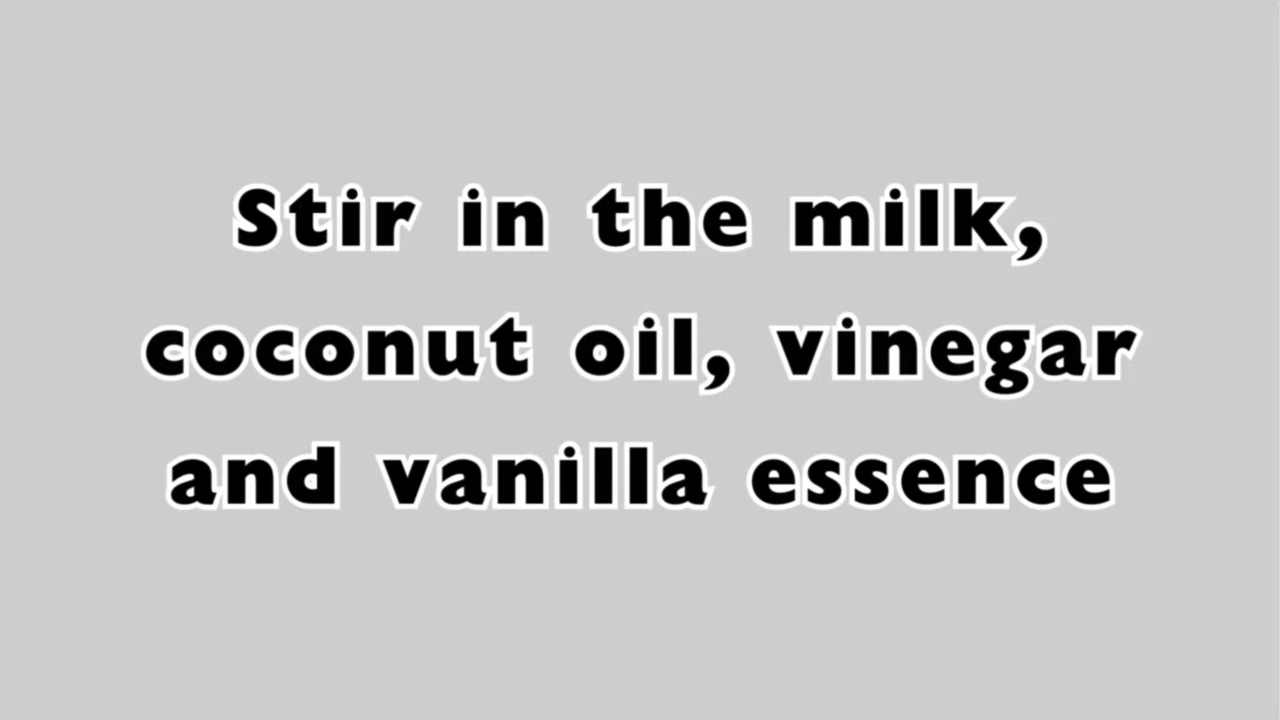 Stir in the milk,
coconut oil, vinegar
and vanilla essence